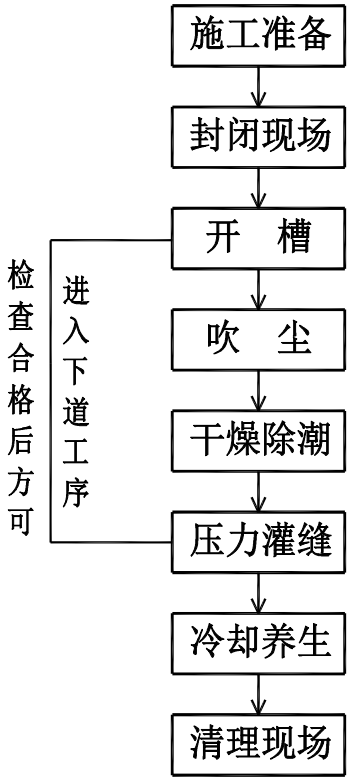 施工准备
封闭现场
开 槽
吹 尘
干燥除潮
压力灌缝
冷却养生
清理现场
检查合格后方可
进入下道工序